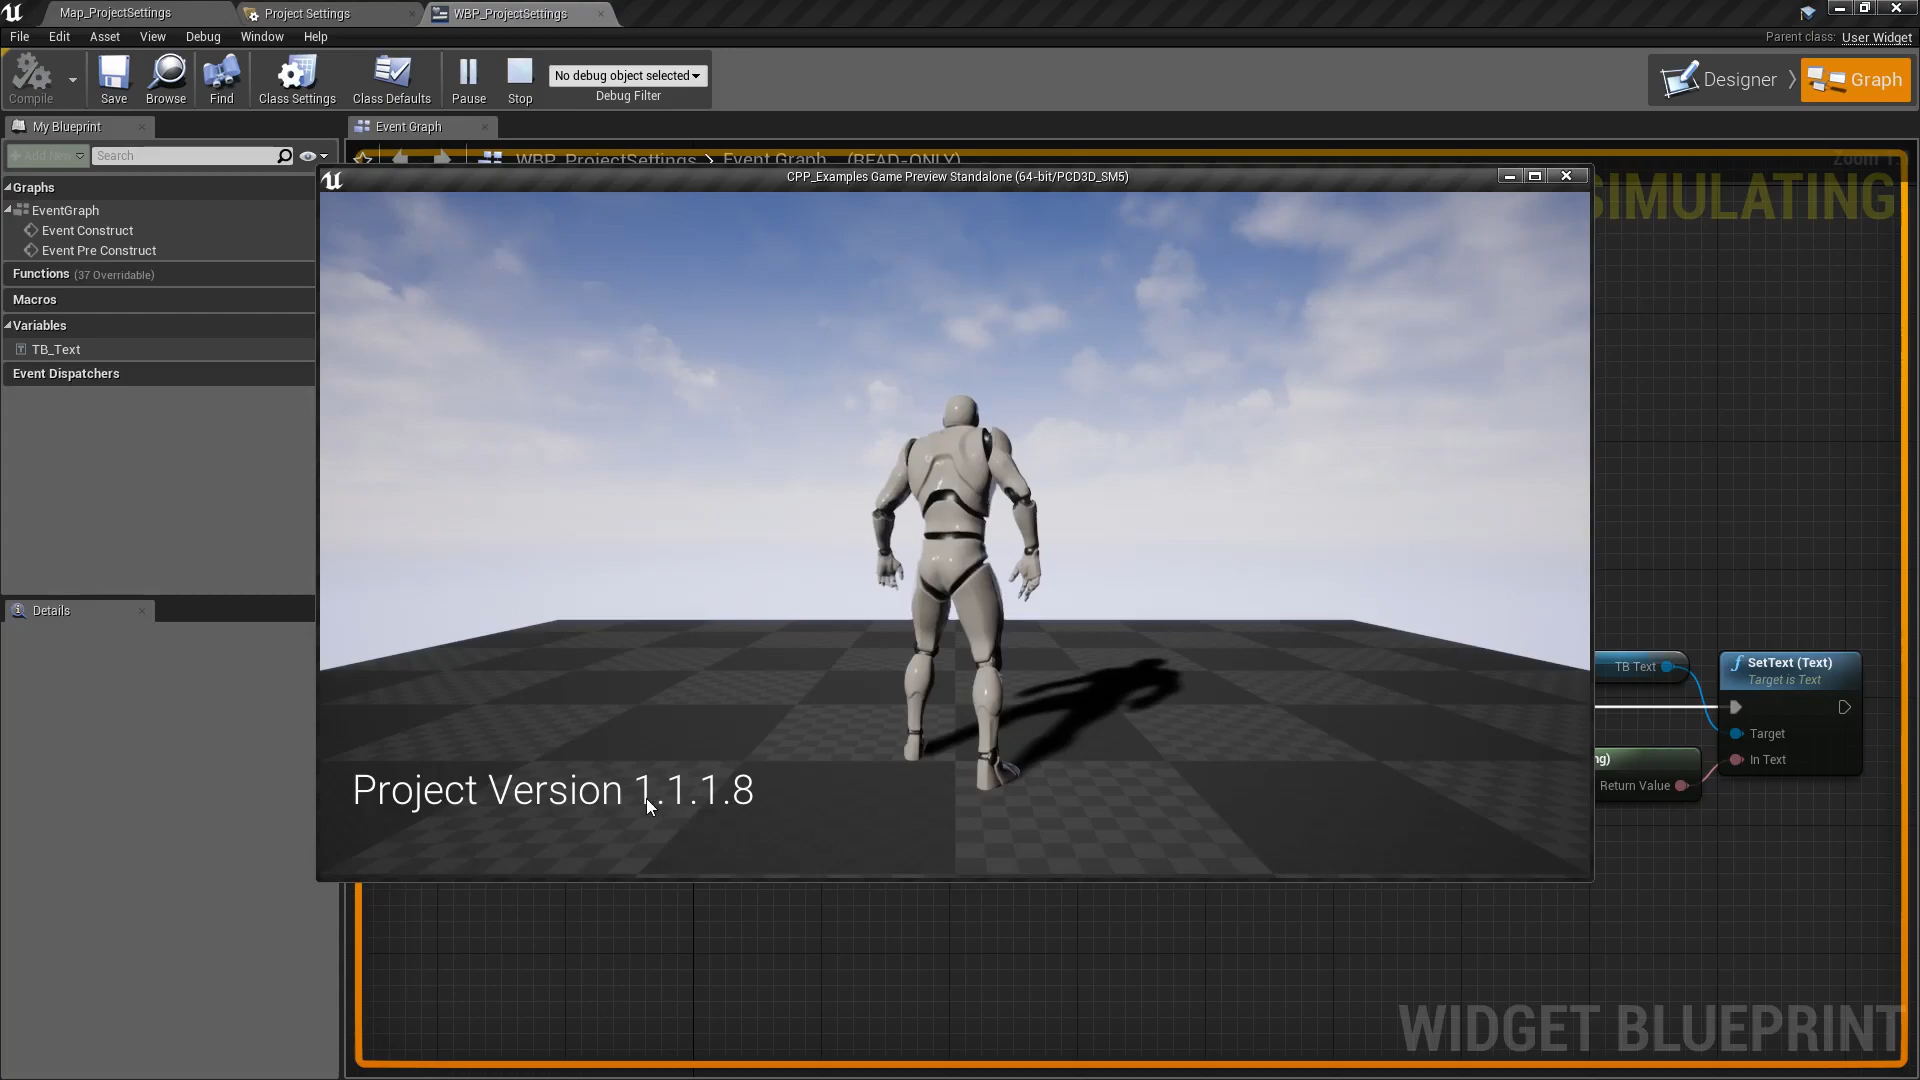 Map_ProjectSettings
Project Settings
WBP_ProjectSettings
File Edit Asset View Debug Window Help
Parent class: User Widget
Compile
Save
Browse
Find
Class Settings
Class Defaults
Pause
Stop
No debug object selected
Debug Filter
Designer
Graph
My Blueprint
Event Graph
Add New
Search
WBP_ProjectSettings > Event Graph (READ-ONLY)
CPP_Examples Game Preview Standalone (64-bit/PCD3D_SM5)
SIMULATING
Graphs
EventGraph
Event Construct
Event Pre Construct
Functions (37 Overridable)
Macros
Variables
TB_Text
Event Dispatchers
Details
TB Text
SetText (Text)
Target is Text
Target
In Text
Return Value
Project Version 1.1.1.8
WIDGET BLUEPRINT